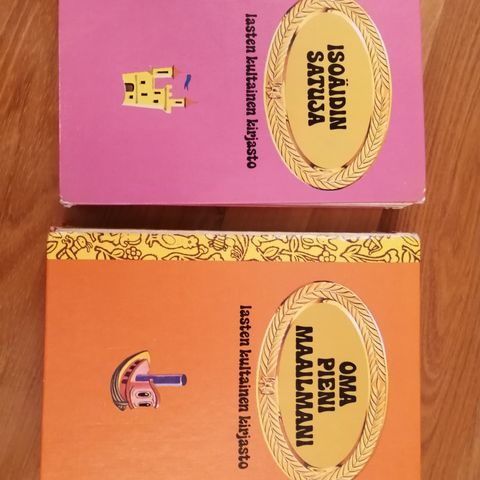 ISOÄIDIN
SATUJA
lasten kultainen kirjasto
OMA
PIENI
MAAILMANI
lasten kultainen kirjasto